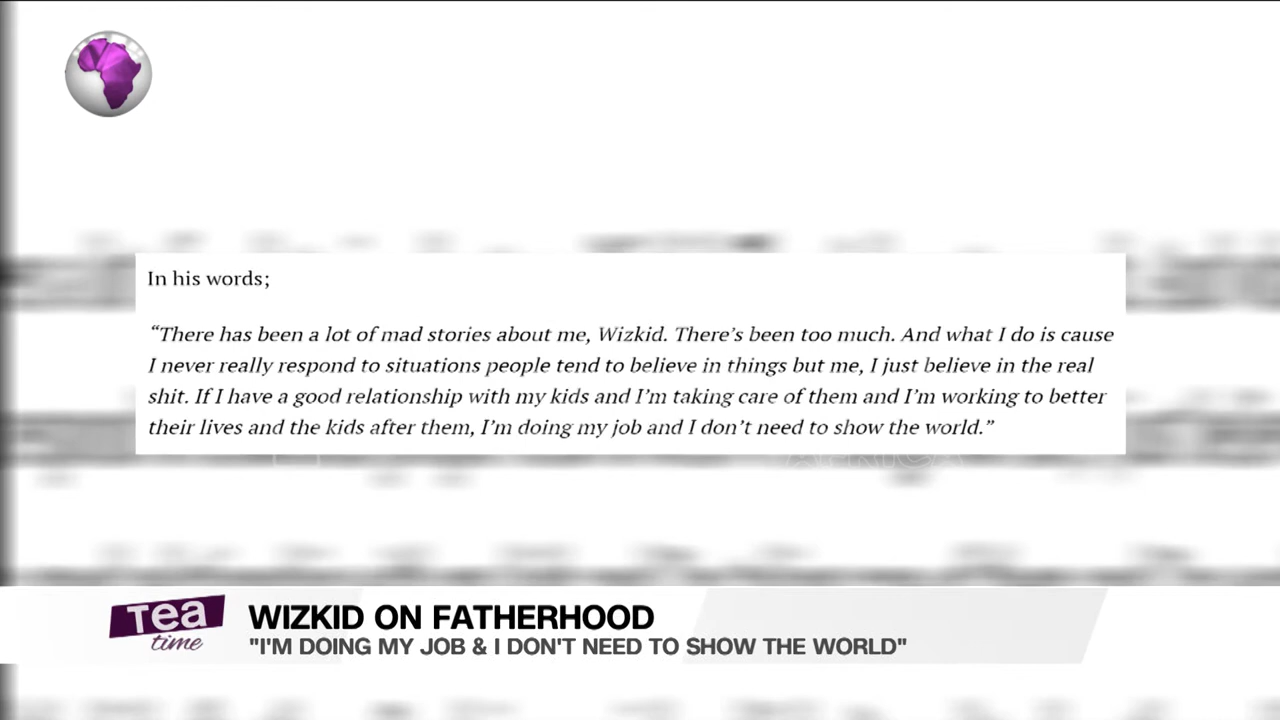 In his words;
“There has been a lot of mad stories about me, Wizkid. There’s been too much. And what I do is cause
I never really respond to situations people tend to believe in things but me, I just believe in the real
shit. If I have a good relationship with my kids and I’m taking care of them and I’m working to better
their lives and the kids after them, I’m doing my job and I don’t need to show the world.”
AFRICA
Tea
time
WIZKID ON FATHERHOOD
"I'M DOING MY JOB & I DON'T NEED TO SHOW THE WORLD"